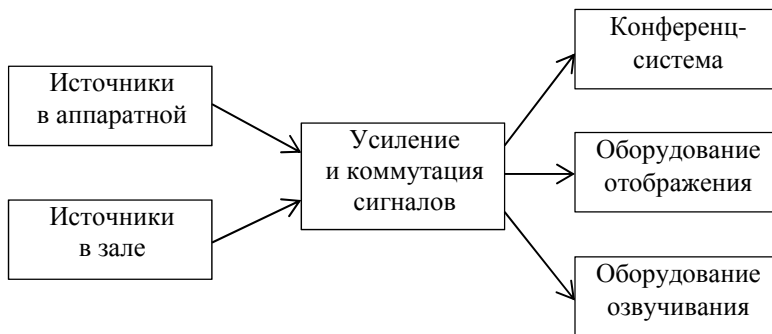 Источники
в аппаратной
Источники
в зале
Усиление
и коммутация
сигналов
Конференц-
система
Оборудование
отображения
Оборудование
озвучивания